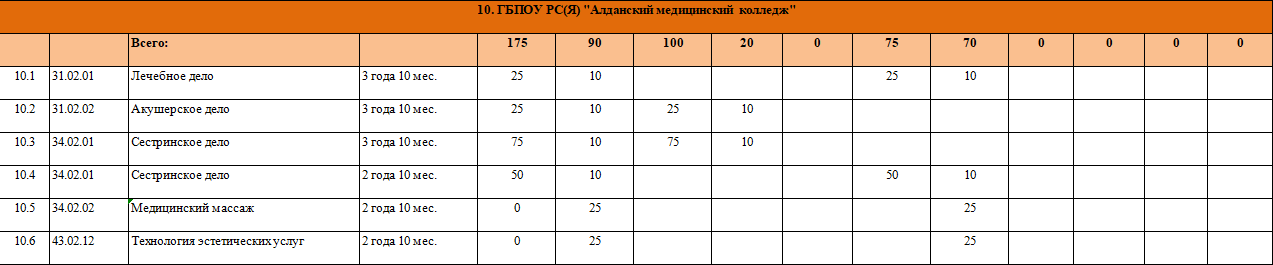 10. ГБПОУ РС(Я) "Алданский медицинский колледж"
Всего: 175 90 100 20 0 75 70 0 0 0 0
10.1 31.02.01 Лечебное дело 3 года 10 мес. 25 10 25 10
10.2 31.02.02 Акушерское дело 3 года 10 мес. 25 10 25 10
10.3 34.02.01 Сестринское дело 3 года 10 мес. 75 10 75 10
10.4 34.02.01 Сестринское дело 2 года 10 мес. 50 10 50 10
10.5 34.02.02 Медицинский массаж 2 года 10 мес. 0 25 25
10.6 43.02.12 Технология эстетических услуг 2 года 10 мес. 0 25 25